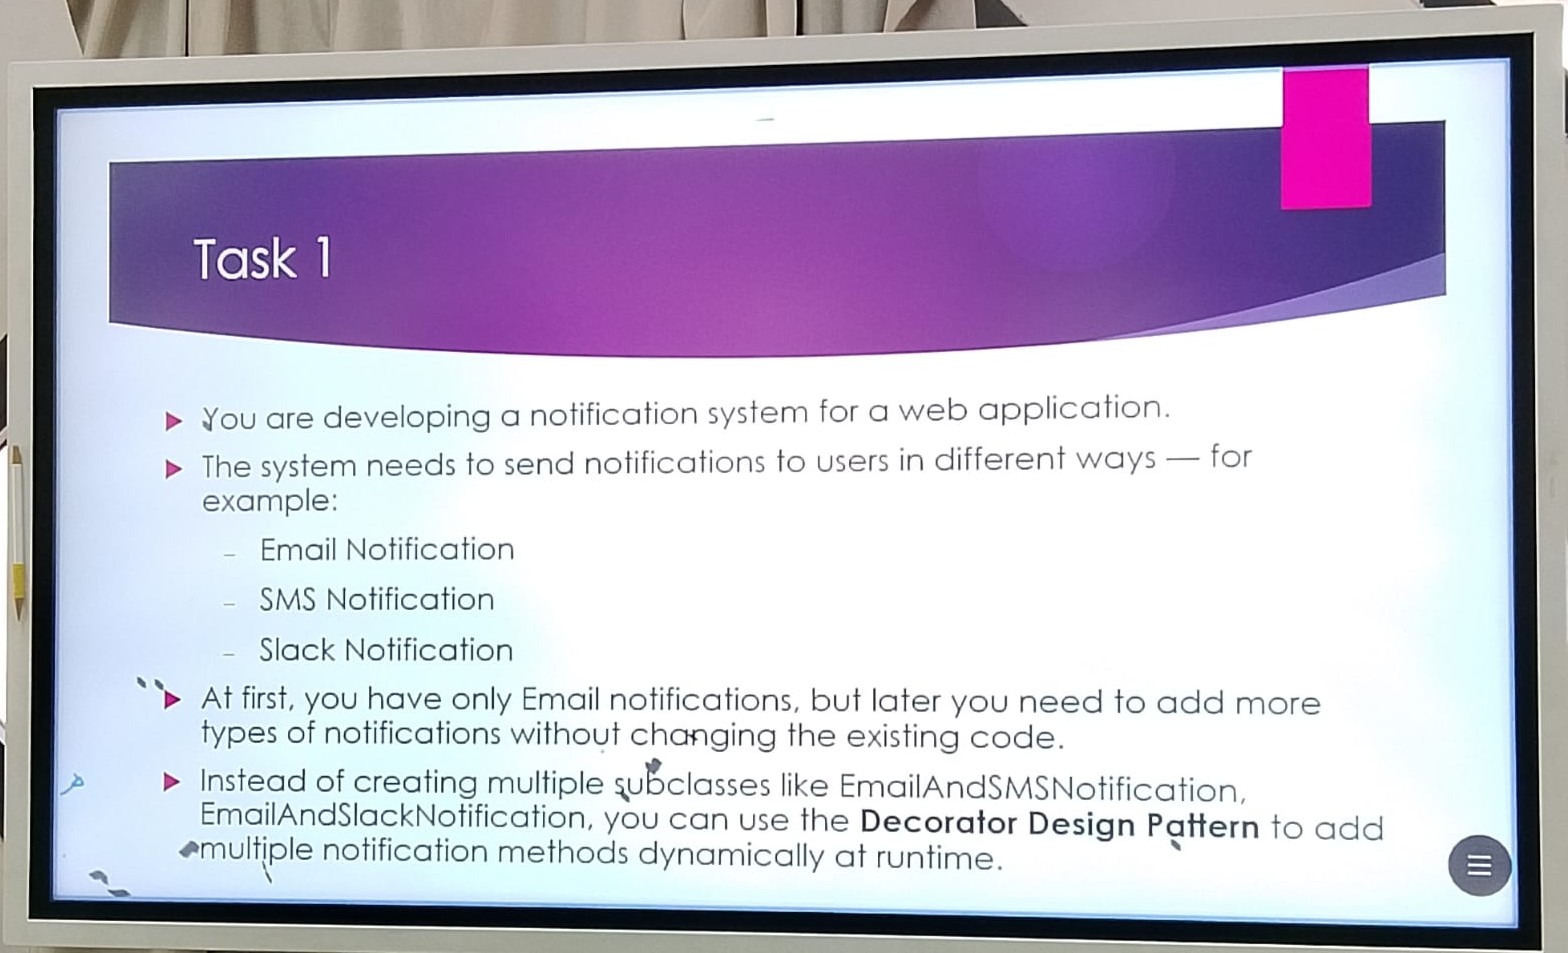 Task 1
You are developing a notification system for a web application.
The system needs to send notifications to users in different ways — for
example:
– Email Notification
– SMS Notification
– Slack Notification
At first, you have only Email notifications, but later you need to add more
types of notifications without changing the existing code.
Instead of creating multiple subclasses like EmailAndSMSNotification,
EmailAndSlackNotification, you can use the Decorator Design Pattern to add
multiple notification methods dynamically at runtime.